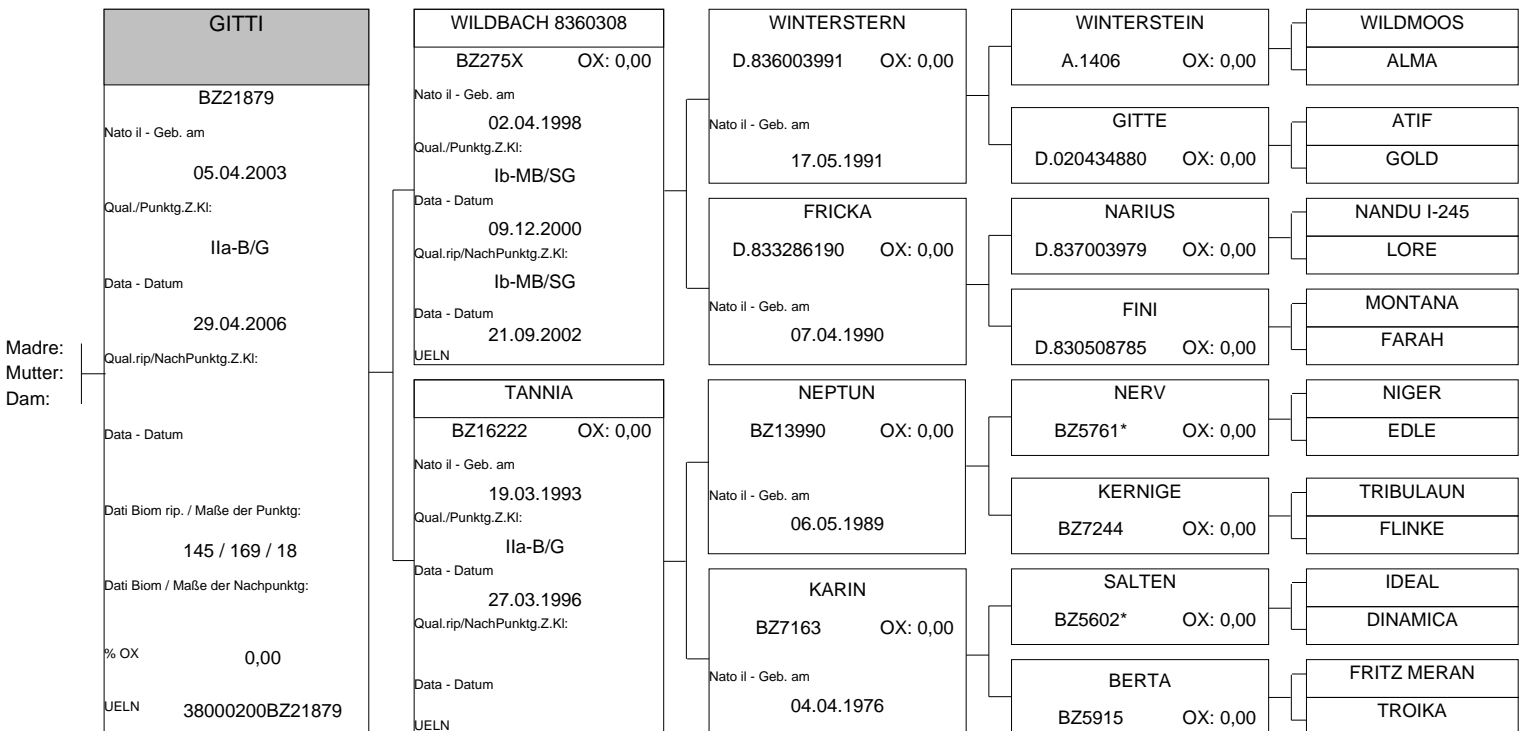 Madre:
Mutter:
Dam:
GITTI
BZ21879
Nato il - Geb. am
05.04.2003
Qual./Punktg.Z.Kl:
IIa-B/G
Data - Datum
29.04.2006
Qual.rip/NachPunktg.Z.Kl:
Data - Datum
Dati Biom rip. / Maße der Punktg:
145 / 169 / 18
Dati Biom / Maße der Nachpunktg:
% OX 0,00
UELN 38000200BZ21879
WILDBACH 8360308
BZ275X OX: 0,00
Nato il - Geb. am
02.04.1998
Qual./Punktg.Z.Kl:
Ib-MB/SG
Data - Datum
09.12.2000
Qual.rip/NachPunktg.Z.Kl:
Ib-MB/SG
Data - Datum
21.09.2002
UELN
TANNIA
BZ16222 OX: 0,00
Nato il - Geb. am
19.03.1993
Qual./Punktg.Z.Kl:
IIa-B/G
Data - Datum
27.03.1996
Qual.rip/NachPunktg.Z.Kl:
Data - Datum
UELN
WINTERSTERN
D.836003991 OX: 0,00
Nato il - Geb. am
17.05.1991
FRICKA
D.833286190 OX: 0,00
Nato il - Geb. am
07.04.1990
NEPTUN
BZ13990 OX: 0,00
Nato il - Geb. am
06.05.1989
KARIN
BZ7163 OX: 0,00
Nato il - Geb. am
04.04.1976
WINTERSTEIN
A.1406 OX: 0,00
GITTE
D.020434880 OX: 0,00
NARIUS
D.837003979 OX: 0,00
FINI
D.830508785 OX: 0,00
NERV
BZ5761* OX: 0,00
KERNIGE
BZ7244 OX: 0,00
SALTEN
BZ5602* OX: 0,00
BERTA
BZ5915 OX: 0,00
WILDMOOS
ALMA
ATIF
GOLD
NANDU I-245
LORE
MONTANA
FARAH
NIGER
EDLE
TRIBULAUN
FLINKE
IDEAL
DINAMICA
FRITZ MERAN
TROIKA